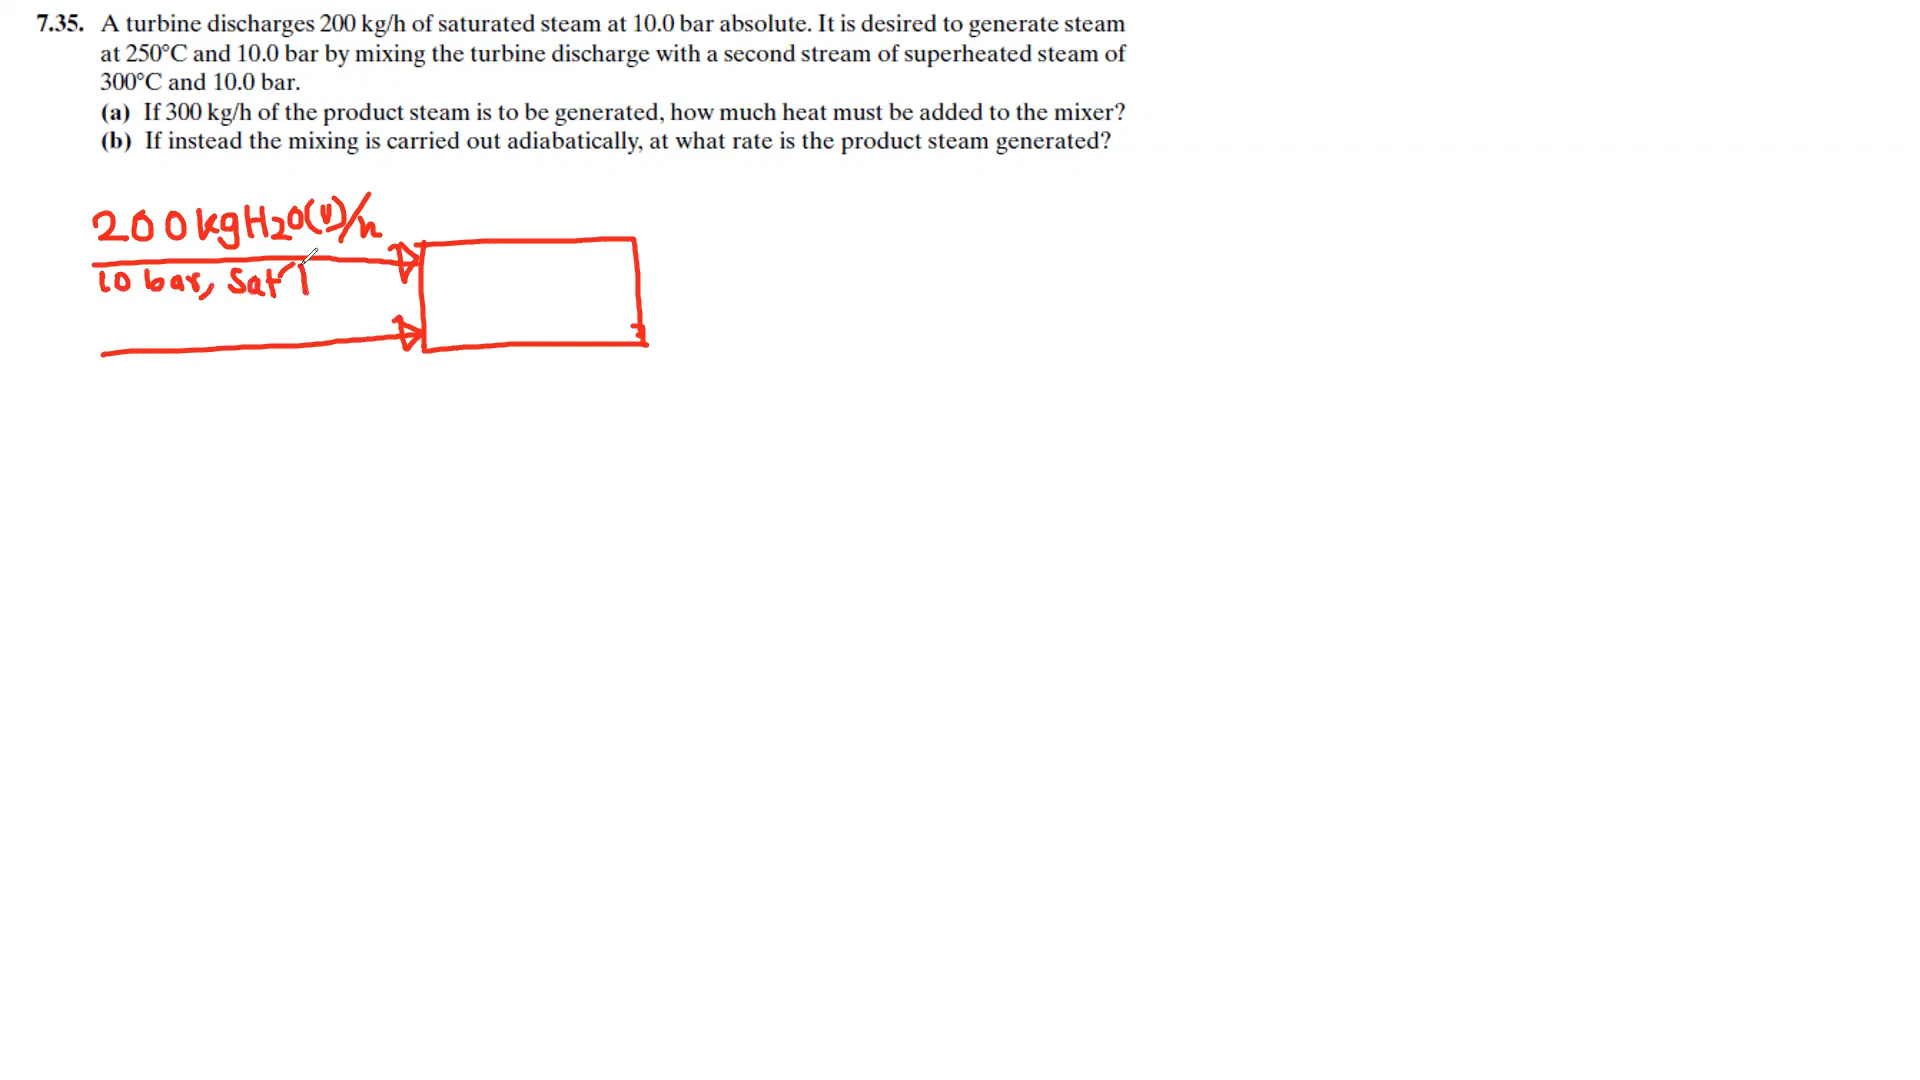 7.35. A turbine discharges 200 kg/h of saturated steam at 10.0 bar absolute. It is desired to generate steam
at 250°C and 10.0 bar by mixing the turbine discharge with a second stream of superheated steam of
300°C and 10.0 bar.
(a) If 300 kg/h of the product steam is to be generated, how much heat must be added to the mixer?
(b) If instead the mixing is carried out adiabatically, at what rate is the product steam generated?
200 kg H2O(v)/h
10 bar, sat'